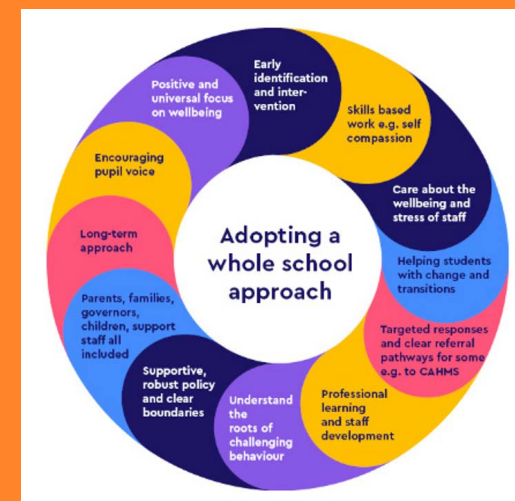 Adopting a
whole school
approach
Early
identification
and inter-
vention
Skills based
work e.g. self
compassion
Care about the
wellbeing and
stress of staff
Helping students
with change and
transitions
Targeted responses
and clear referral
pathways for some
e.g. to CAHMS
Professional
learning
and staff
development
Understand
the
roots of
challenging
behaviour
Supportive,
robust policy
and clear
boundaries
Parents, families,
governors,
children, support
staff all
included
Long-term
approach
Encouraging
pupil voice
Positive and
universal focus
on wellbeing